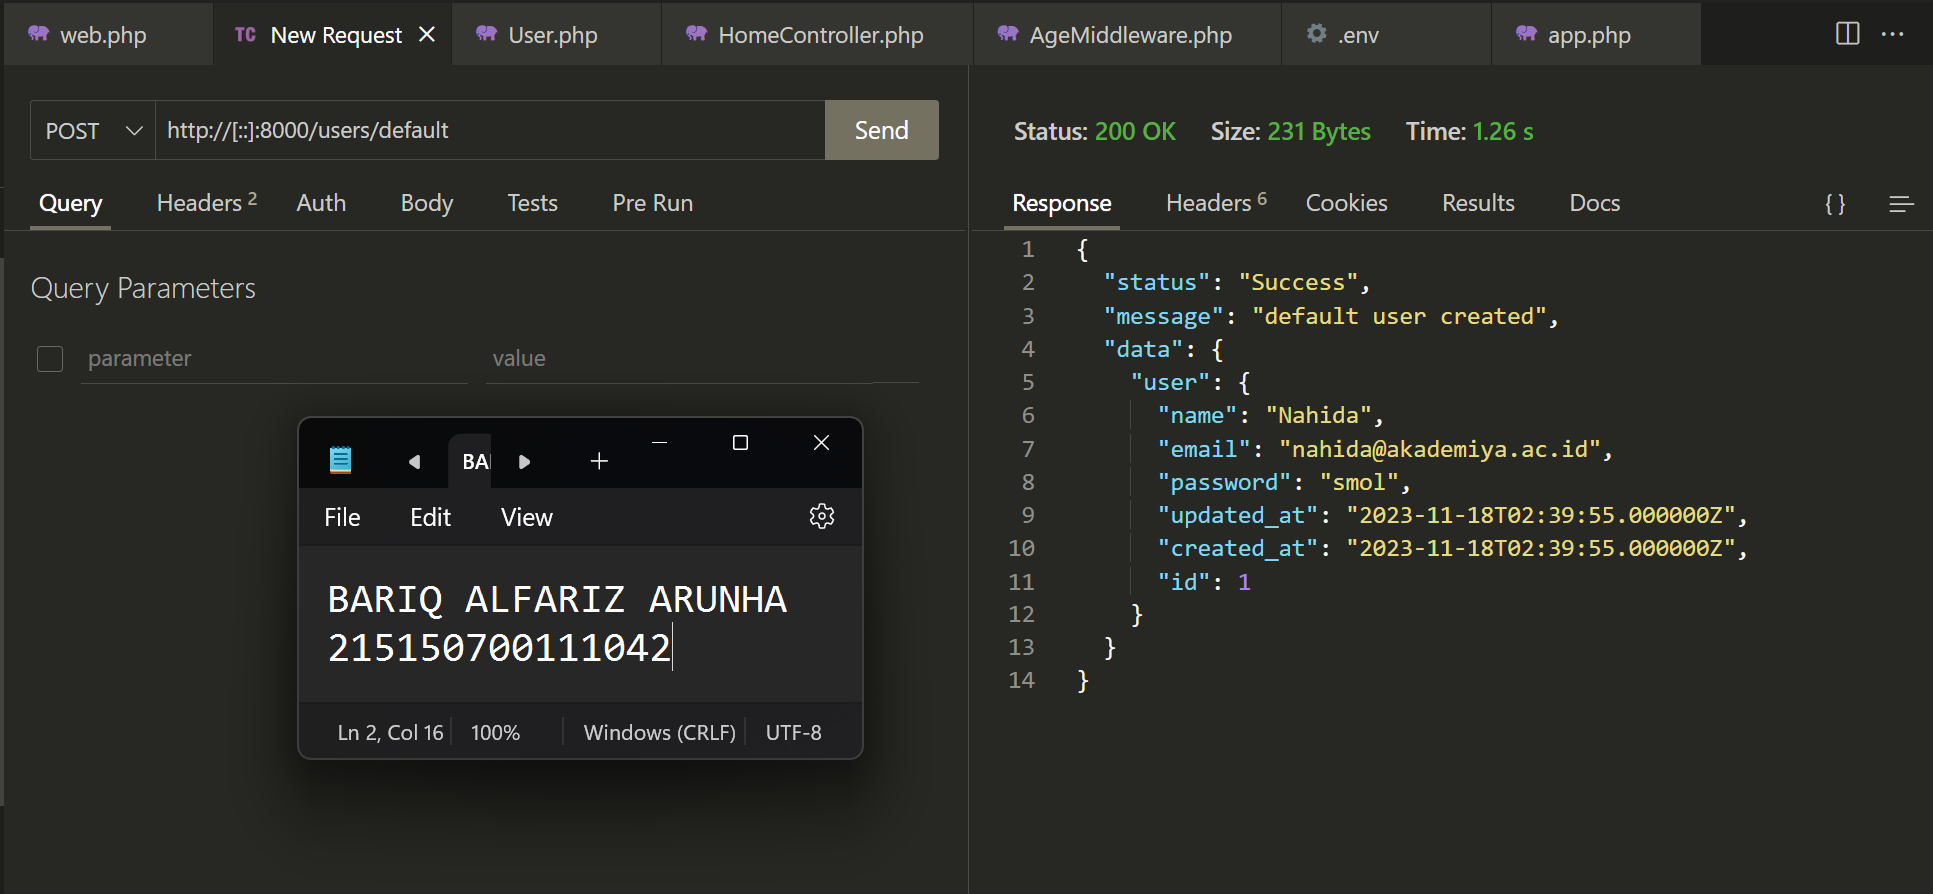 web.php
TC New Request
User.php
HomeController.php
AgeMiddleware.php
.env
app.php
POST
http://[::]:8000/users/default
Send
Query
Headers 2
Auth
Body
Tests
Pre Run
Query Parameters
parameter
value
BA
File
Edit
View
BARIQ ALFARIZ ARUNHA
215150700111042
Ln 2, Col 16
100%
Windows (CRLF)
UTF-8
Status: 200 OK
Size: 231 Bytes
Time: 1.26 s
Response
Headers 6
Cookies
Results
Docs
{ }
1 {
2 "status": "Success",
3 "message": "default user created",
4 "data": {
5 "user": {
6 "name": "Nahida",
7 "email": "nahida@akademiya.ac.id",
8 "password": "smol",
9 "updated_at": "2023-11-18T02:39:55.000000Z",
10 "created_at": "2023-11-18T02:39:55.000000Z",
11 "id": 1
12 }
13 }
14 }